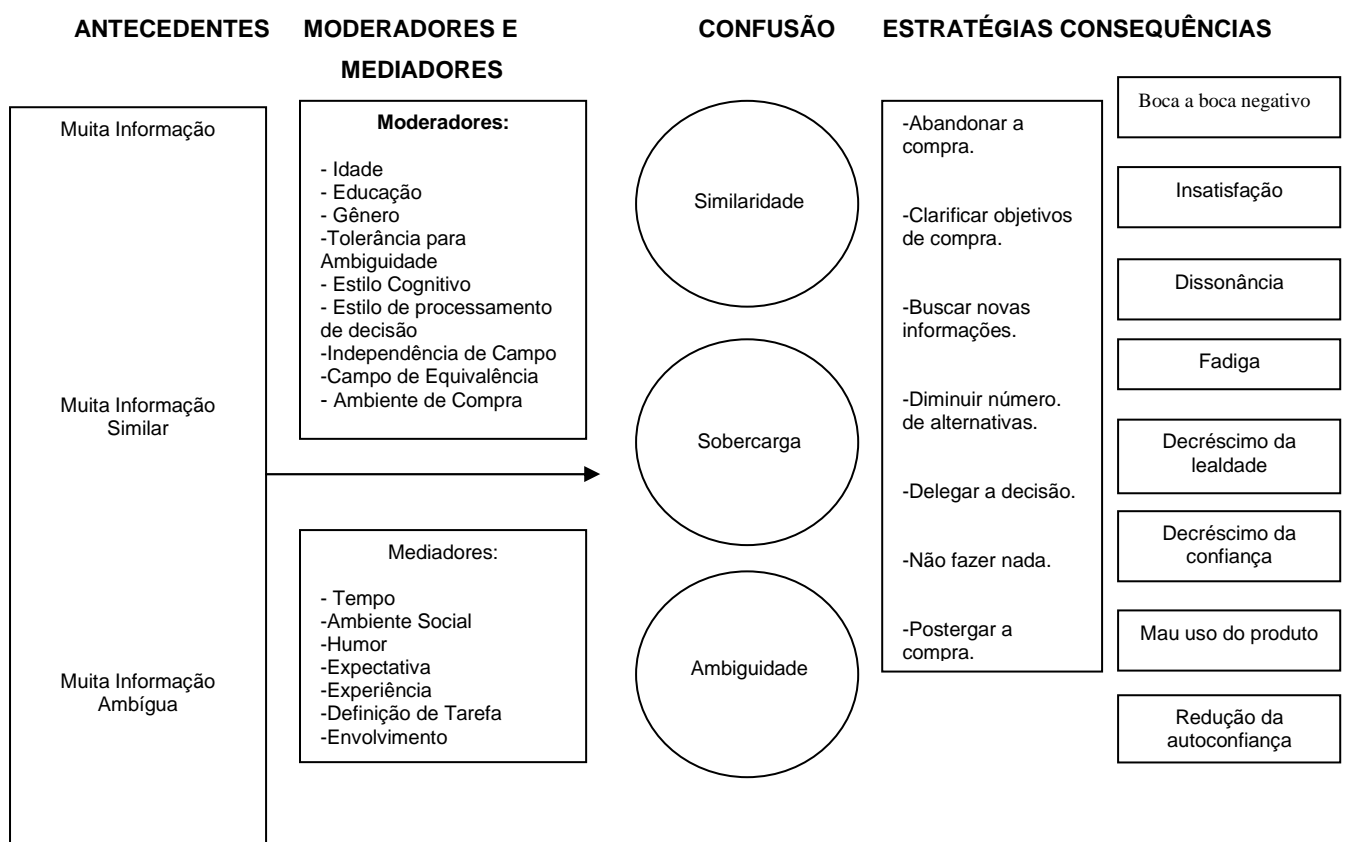 ANTECEDENTES MODERADORES E CONFUSÃO ESTRATÉGIAS CONSEQUÊNCIAS
MEDIADORES
Muita Informação
Muita Informação
Similar
Muita Informação
Ambígua
Moderadores:
- Idade
- Educação
- Gênero
-Tolerância para
Ambiguidade
- Estilo Cognitivo
- Estilo de processamento
de decisão
-Independência de Campo
-Campo de Equivalência
- Ambiente de Compra
Mediadores:
- Tempo
-Ambiente Social
-Humor
-Expectativa
-Experiência
-Definição de Tarefa
-Envolvimento
Similaridade
Sobercarga
Ambiguidade
-Abandonar a
compra.
-Clarificar objetivos
de compra.
-Buscar novas
informações.
-Diminuir número.
de alternativas.
-Delegar a decisão.
-Não fazer nada.
-Postergar a
compra.
Boca a boca negativo
Insatisfação
Dissonância
Fadiga
Decréscimo da
lealdade
Decréscimo da
confiança
Mau uso do produto
Redução da
autoconfiança